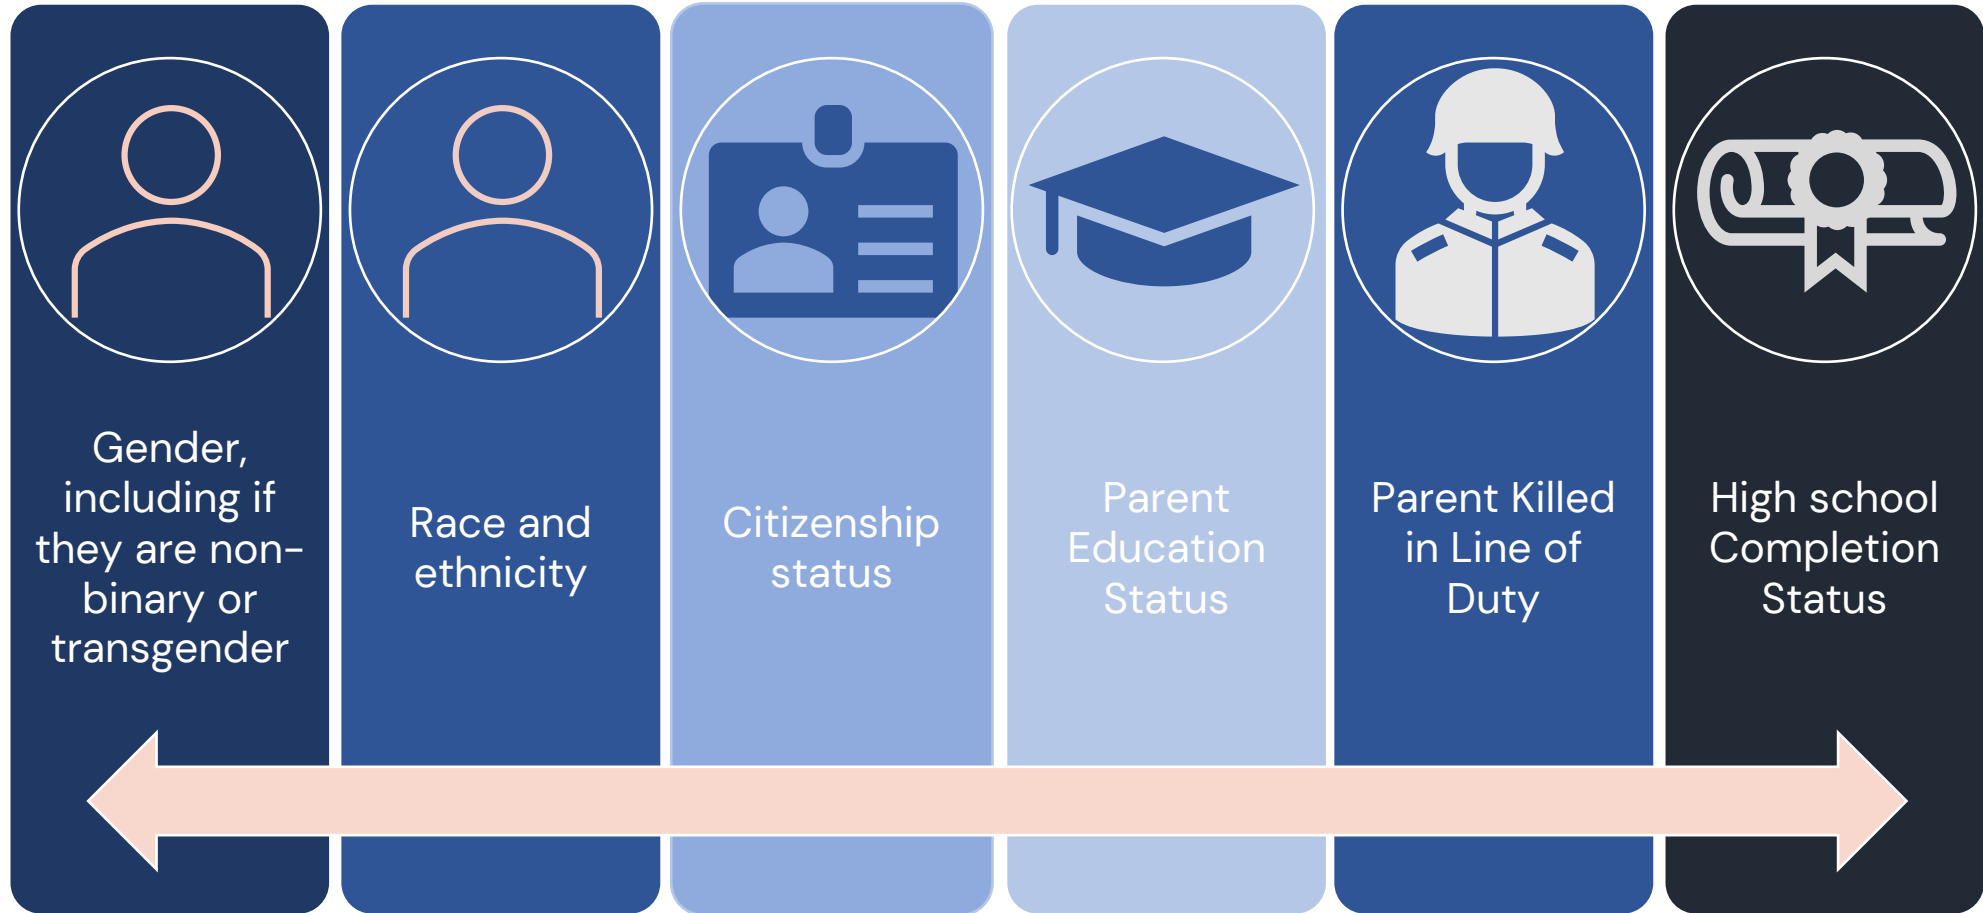 Gender,
including if
they are non-
binary or
transgender
Race and
ethnicity
Citizenship
status
Parent
Education
Status
Parent Killed
in Line of
Duty
High school
Completion
Status